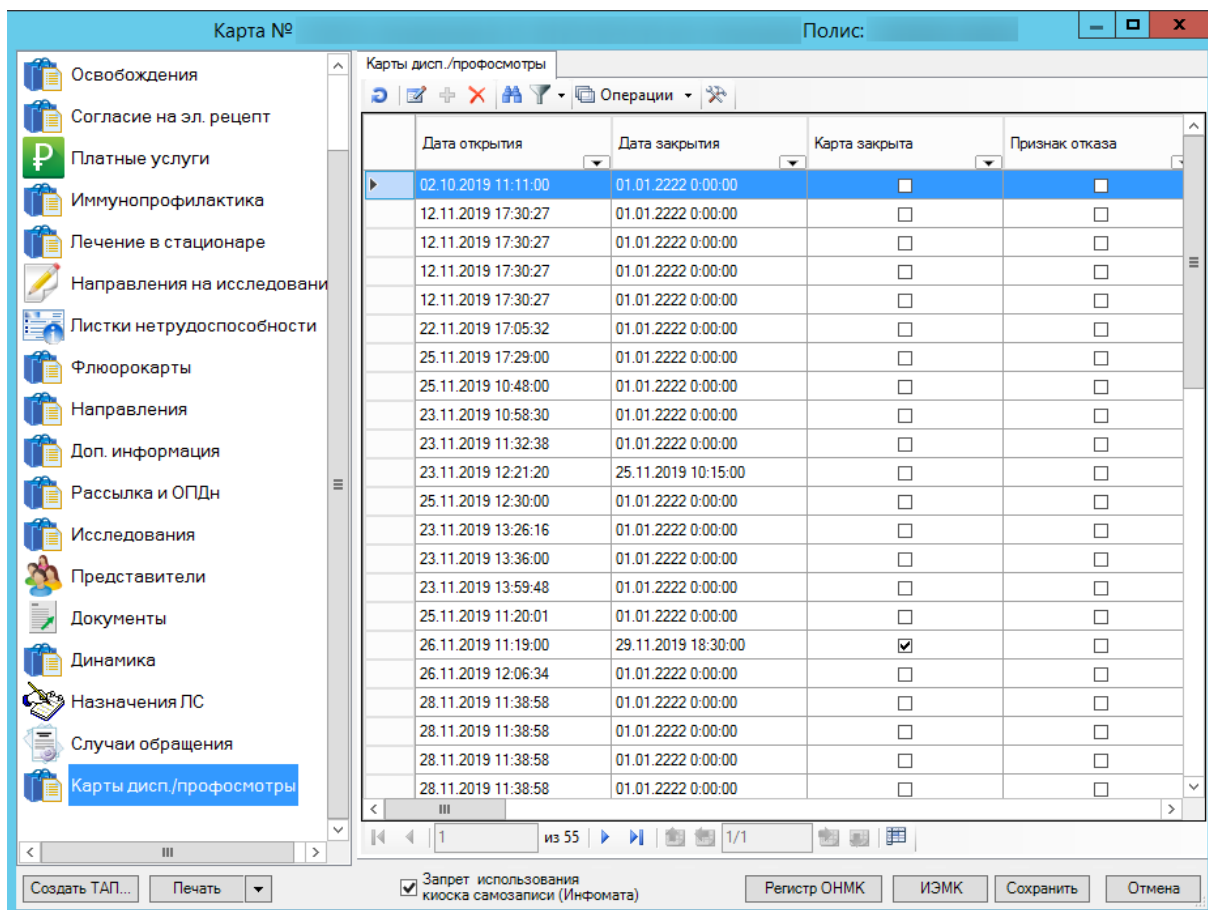 Карта № Полис:
Освобождения
Согласие на эл. рецепт
Платные услуги
Иммунопрофилактика
Лечение в стационаре
Направления на исследовани
Листки нетрудоспособности
Флюорокарты
Направления
Доп. информация
Рассылка и ОПДн
Исследования
Представители
Документы
Динамика
Назначения ЛС
Случаи обращения
Карты дисп./профосмотры
Карты дисп./профосмотры
Операции
Дата открытия Дата закрытия Карта закрыта Признак отказа
02.10.2019 11:11:00 01.01.2222 0:00:00
12.11.2019 17:30:27 01.01.2222 0:00:00
12.11.2019 17:30:27 01.01.2222 0:00:00
12.11.2019 17:30:27 01.01.2222 0:00:00
12.11.2019 17:30:27 01.01.2222 0:00:00
22.11.2019 17:05:32 01.01.2222 0:00:00
25.11.2019 17:29:00 01.01.2222 0:00:00
25.11.2019 10:48:00 01.01.2222 0:00:00
23.11.2019 10:58:30 01.01.2222 0:00:00
23.11.2019 11:32:38 01.01.2222 0:00:00
23.11.2019 12:21:20 25.11.2019 10:15:00
25.11.2019 12:30:00 01.01.2222 0:00:00
23.11.2019 13:26:16 01.01.2222 0:00:00
23.11.2019 13:36:00 01.01.2222 0:00:00
23.11.2019 13:59:48 01.01.2222 0:00:00
25.11.2019 11:20:01 01.01.2222 0:00:00
26.11.2019 11:19:00 29.11.2019 18:30:00
26.11.2019 12:06:34 01.01.2222 0:00:00
28.11.2019 11:38:58 01.01.2222 0:00:00
28.11.2019 11:38:58 01.01.2222 0:00:00
28.11.2019 11:38:58 01.01.2222 0:00:00
28.11.2019 11:38:58 01.01.2222 0:00:00
1 из 55 1/1
Создать ТАП... Печать
Запрет использования
киоска самозаписи (Инфомата)
Регистр ОНМК ИЭМК Сохранить Отмена